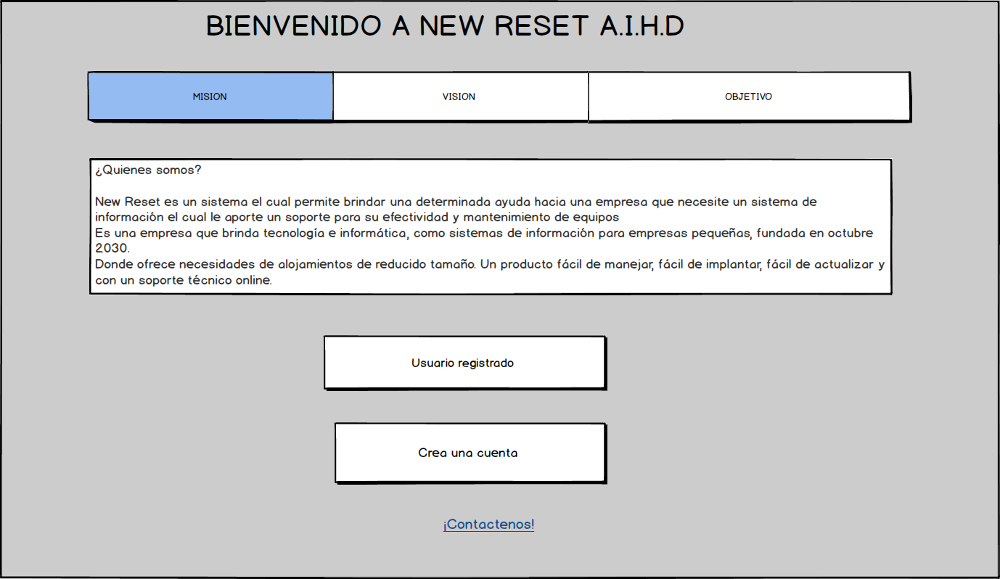 BIENVENIDO A NEW RESET A.I.H.D
MISION
VISION
OBJETIVO
¿Quienes somos?
New Reset es un sistema el cual permite brindar una determinada ayuda hacia una empresa que necesite un sistema de
información el cual le aporte un soporte para su efectividad y mantenimiento de equipos
Es una empresa que brinda tecnología e informática, como sistemas de información para empresas pequeñas, fundada en octubre
2030.
Donde ofrece necesidades de alojamientos de reducido tamaño. Un producto fácil de manejar, fácil de implantar, fácil de actualizar y
con un soporte técnico online.
Usuario registrado
Crea una cuenta
¡Contactenos!